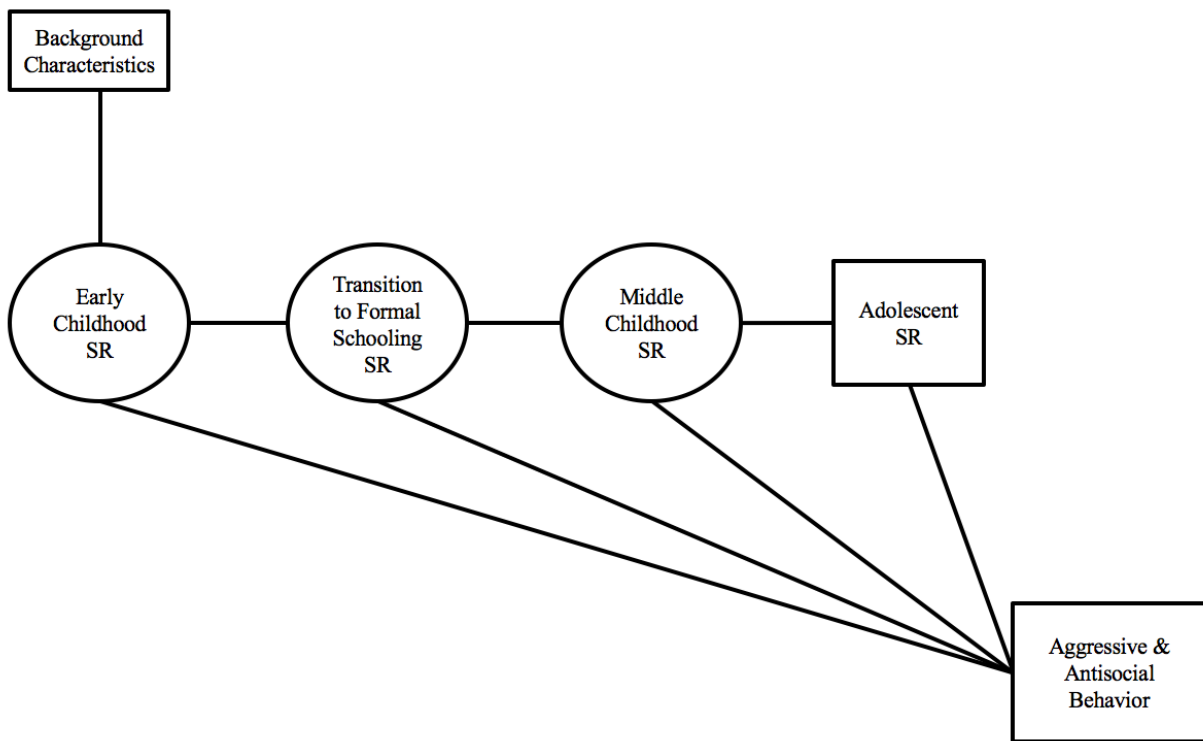 Background
Characteristics
Early
Childhood
SR
Transition
to Formal
Schooling
SR
Middle
Childhood
SR
Adolescent
SR
Aggressive &
Antisocial
Behavior